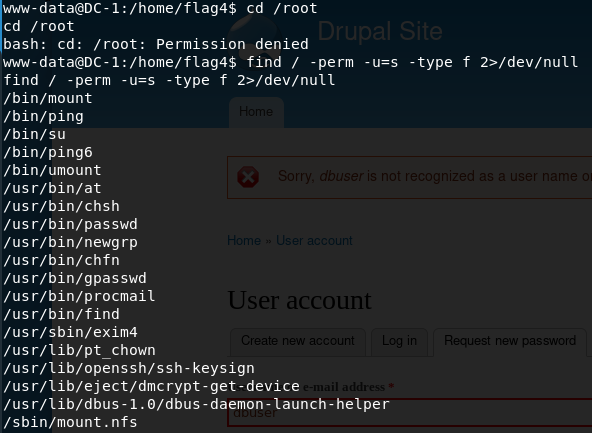 www-data@DC-1:/home/flag4$ cd /root
cd /root
bash: cd: /root: Permission denied
www-data@DC-1:/home/flag4$ find / -perm -u=s -type f 2>/dev/null
find / -perm -u=s -type f 2>/dev/null
/bin/mount
/bin/ping
/bin/su
/bin/ping6
/bin/umount
/usr/bin/at
/usr/bin/chsh
/usr/bin/passwd
/usr/bin/newgrp
/usr/bin/chfn
/usr/bin/gpasswd
/usr/bin/procmail
/usr/bin/find
/usr/sbin/exim4
/usr/lib/pt_chown
/usr/lib/openssh/ssh-keysign
/usr/lib/eject/dmcrypt-get-device
/usr/lib/dbus-1.0/dbus-daemon-launch-helper
/sbin/mount.nfs
Drupal Site
Home
Sorry, dbuser is not recognized as a user name o
Home » User account
User account
Create new account
Log in
Request new password
e-mail address *
dbuser